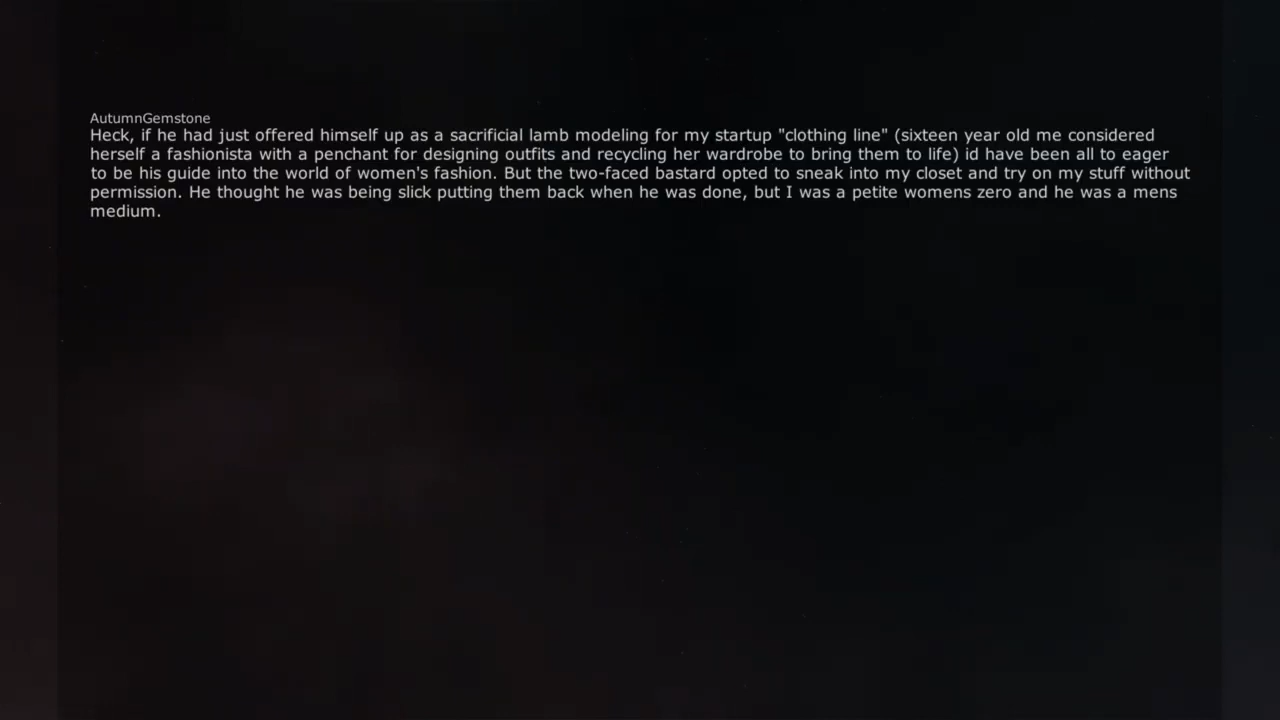 AutumnGemstone
Heck, if he had just offered himself up as a sacrificial lamb modeling for my startup "clothing line" (sixteen year old me considered
herself a fashionista with a penchant for designing outfits and recycling her wardrobe to bring them to life) id have been all to eager
to be his guide into the world of women's fashion. But the two-faced bastard opted to sneak into my closet and try on my stuff without
permission. He thought he was being slick putting them back when he was done, but I was a petite womens zero and he was a mens
medium.